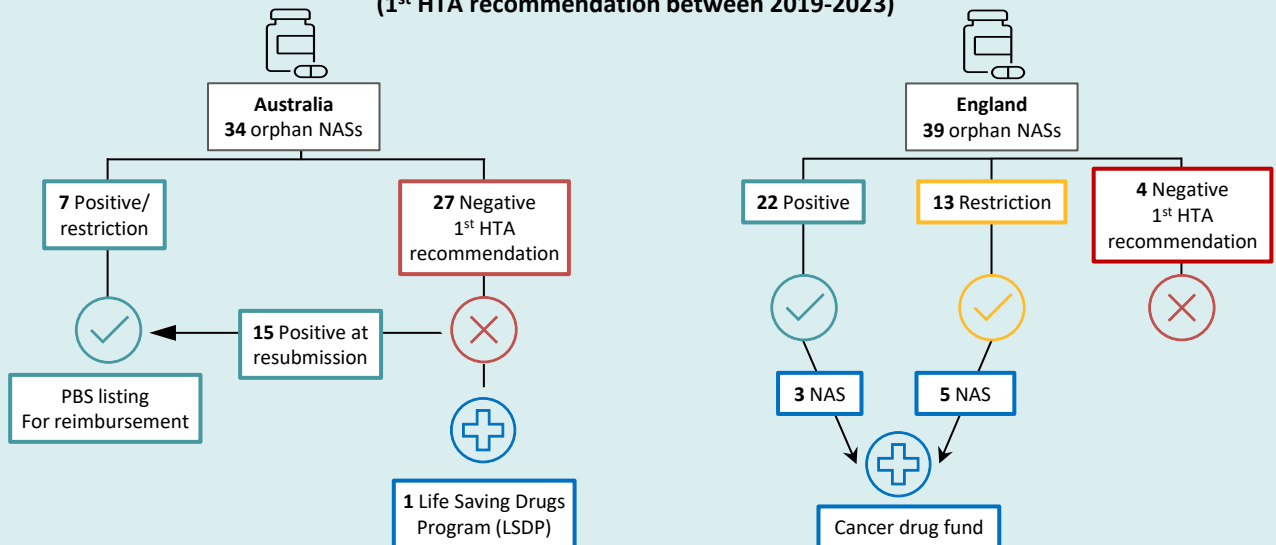 (1st HTA recommendation between 2019-2023)
Australia
34 orphan NASs
7 Positive/
restriction
27 Negative
1st HTA
recommendation
15 Positive at
resubmission
PBS listing
For reimbursement
1 Life Saving Drugs
Program (LSDP)
England
39 orphan NASs
22 Positive
13 Restriction
4 Negative
1st HTA
recommendation
3 NAS
5 NAS
Cancer drug fund